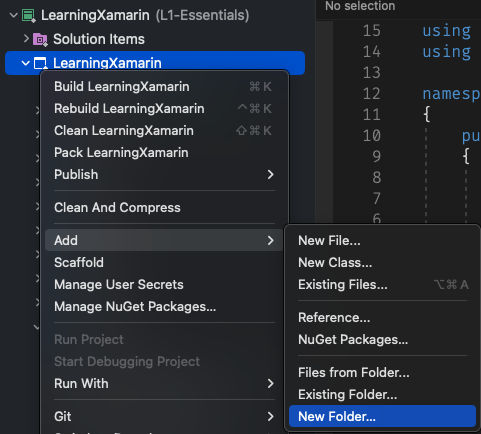 LearningXamarin (L1-Essentials)
Solution Items
LearningXamarin
Build LearningXamarin ⌘K
Rebuild LearningXamarin ^⌘K
Clean LearningXamarin ⇧⌘K
Pack LearningXamarin
Publish
Clean And Compress
Add
Scaffold
Manage User Secrets
Manage NuGet Packages...
Run Project
Start Debugging Project
Run With
Git
New File...
New Class...
Existing Files... ⌥⌘A
Reference...
NuGet Packages...
Files from Folder...
Existing Folder...
New Folder...
No selection
15 using
14 using
13
12 namesp
11 {
10 pu
9 {
8
7
6